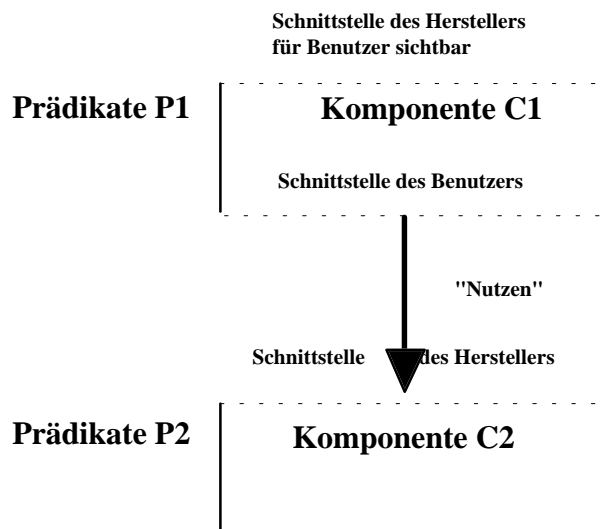 Schnittstelle des Herstellers
für Benutzer sichtbar
Prädikate P1 Komponente C1
Schnittstelle des Benutzers
"Nutzen"
Schnittstelle des Herstellers
Prädikate P2 Komponente C2